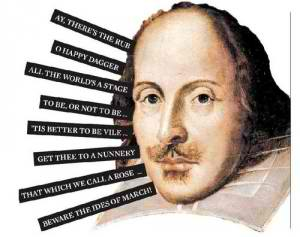 AY, THERE'S THE RUB
O HAPPY DAGGER
ALL THE WORLD'S A STAGE
TO BE, OR NOT TO BE ...
'TIS BETTER TO BE VILE ...
GET THEE TO A NUNNERY
THAT WHICH WE CALL A ROSE ...
BEWARE THE IDES OF MARCH!